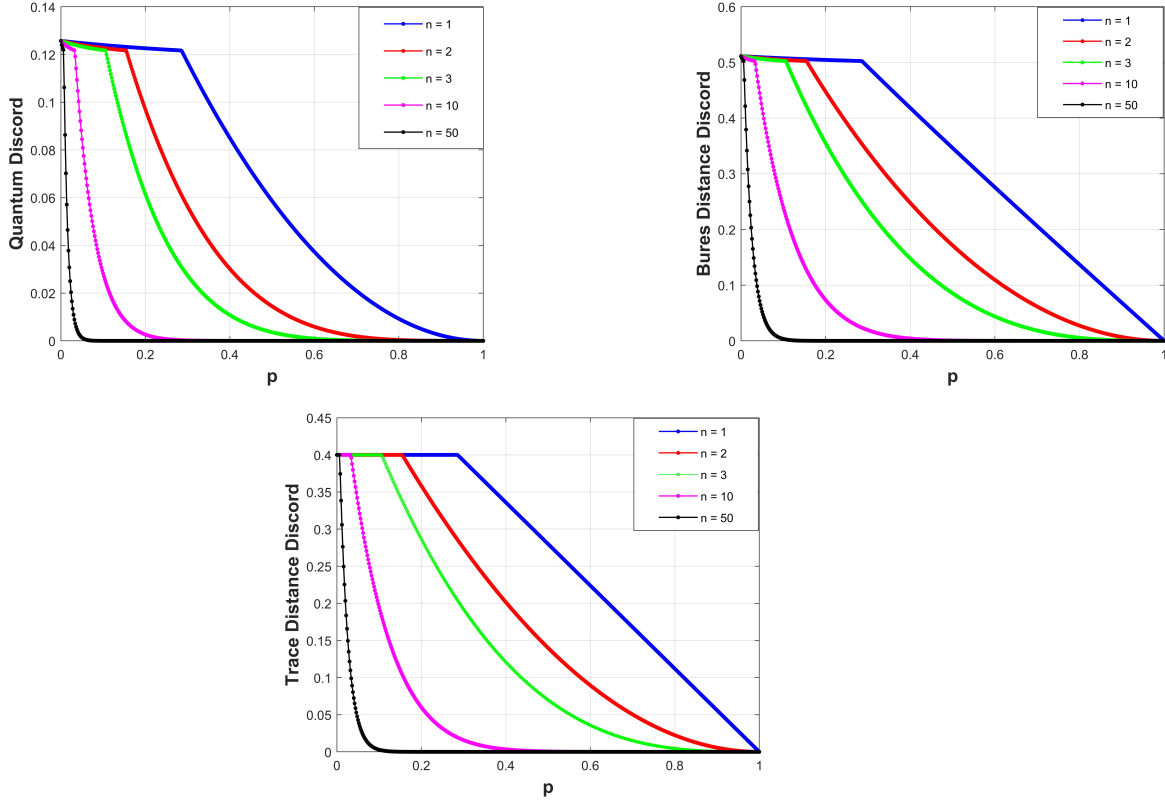 0.14
0.12
0.1
0.08
0.06
0.04
0.02
0
Quantum Discord
0 0.2 0.4 0.6 0.8 1
p
n = 1
n = 2
n = 3
n = 10
n = 50
0.6
0.5
0.4
0.3
0.2
0.1
0
Bures Distance Discord
0 0.2 0.4 0.6 0.8 1
p
n = 1
n = 2
n = 3
n = 10
n = 50
0.45
0.4
0.35
0.3
0.25
0.2
0.15
0.1
0.05
0
Trace Distance Discord
0 0.2 0.4 0.6 0.8 1
p
n = 1
n = 2
n = 3
n = 10
n = 50